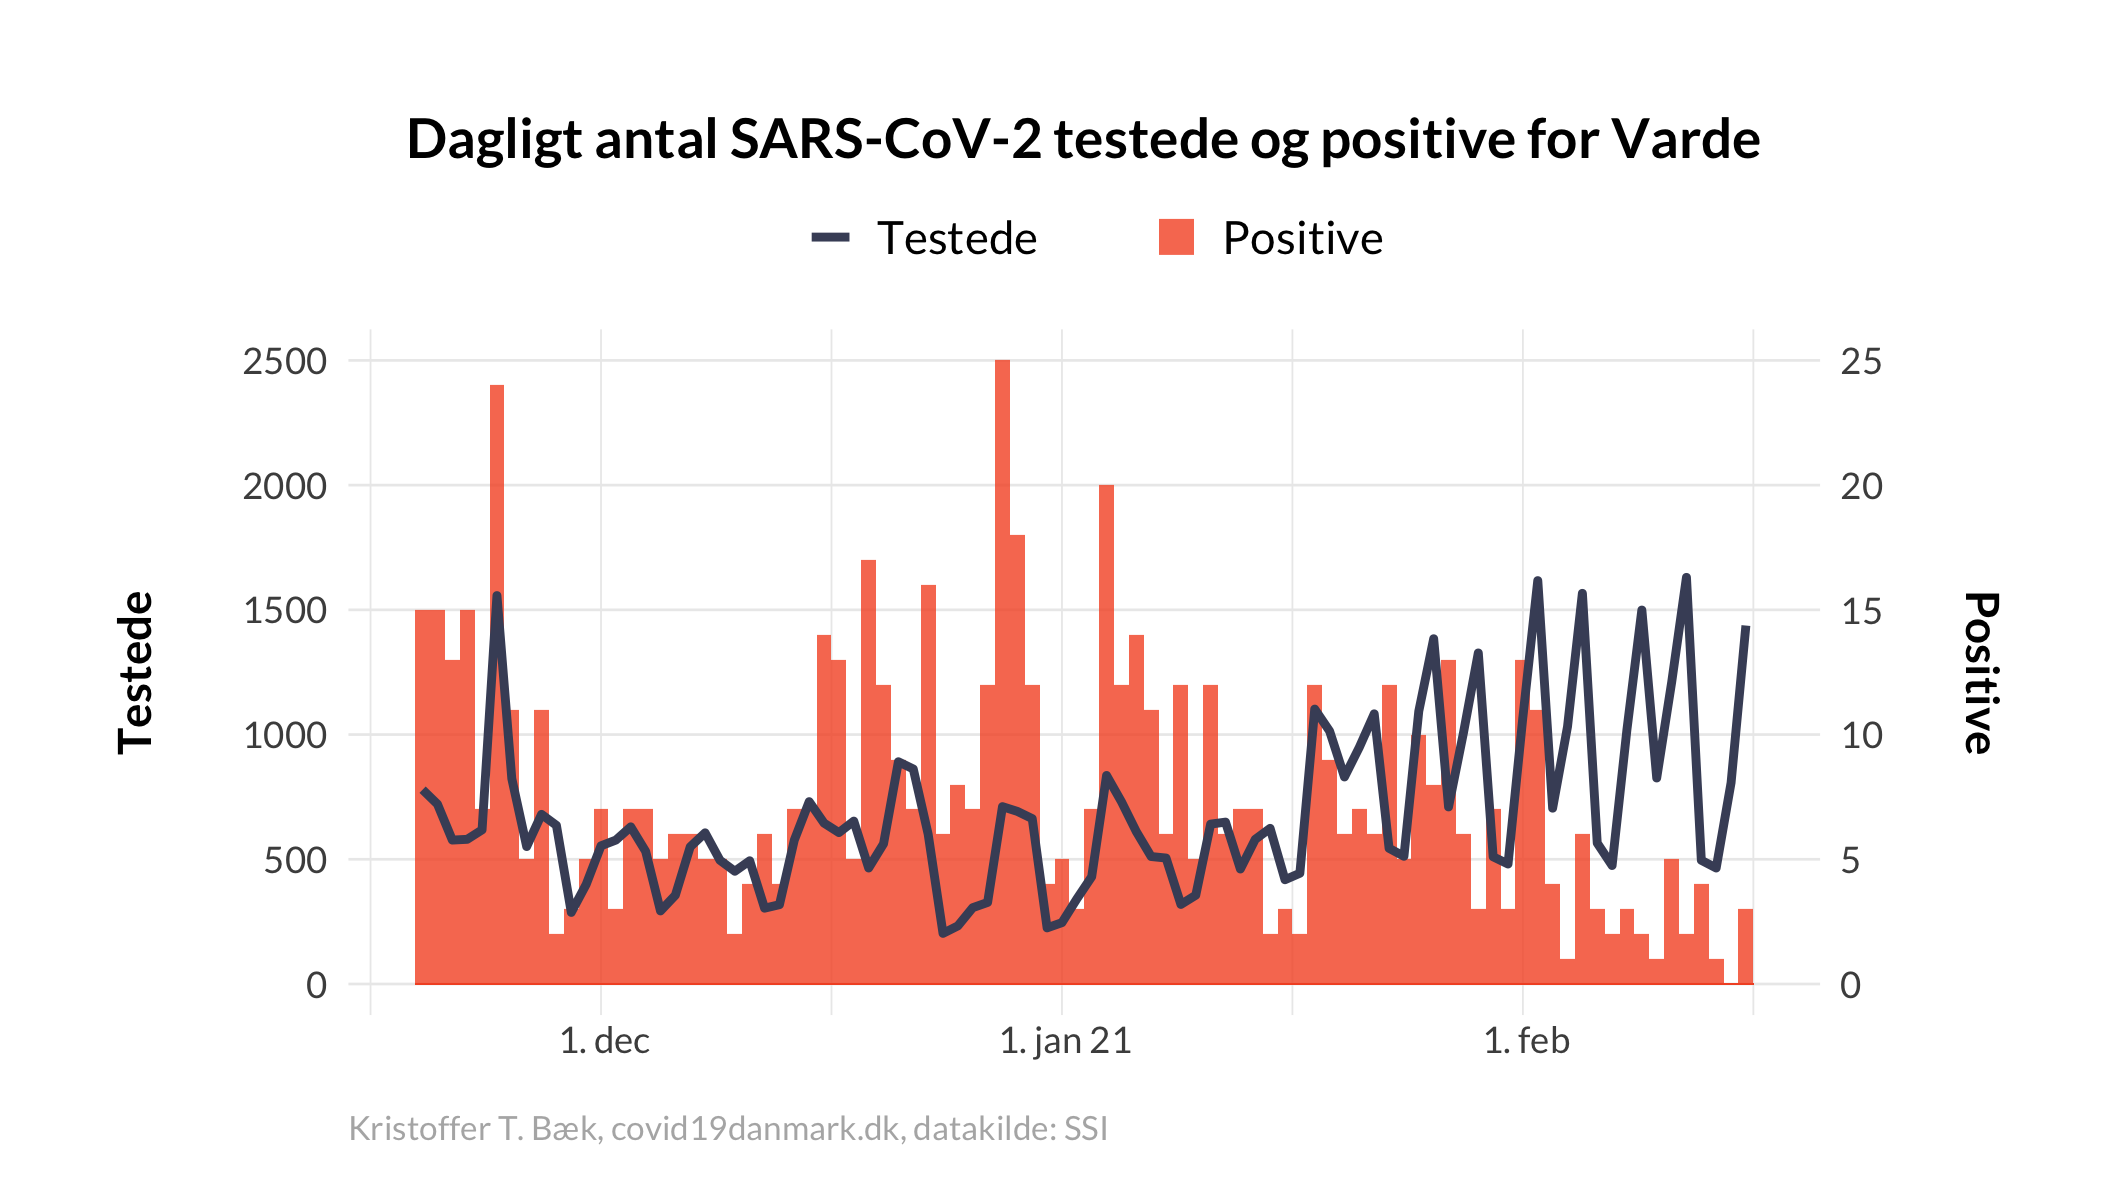 Dagligt antal SARS-CoV-2 testede og positive for Varde
Testede
Positive
2500
2000
1500
1000
500
0
Testede
25
20
15
10
5
0
Positive
1. dec
1. jan 21
1. feb
Kristoffer T. Bæk, covid19danmark.dk, datakilde: SSI